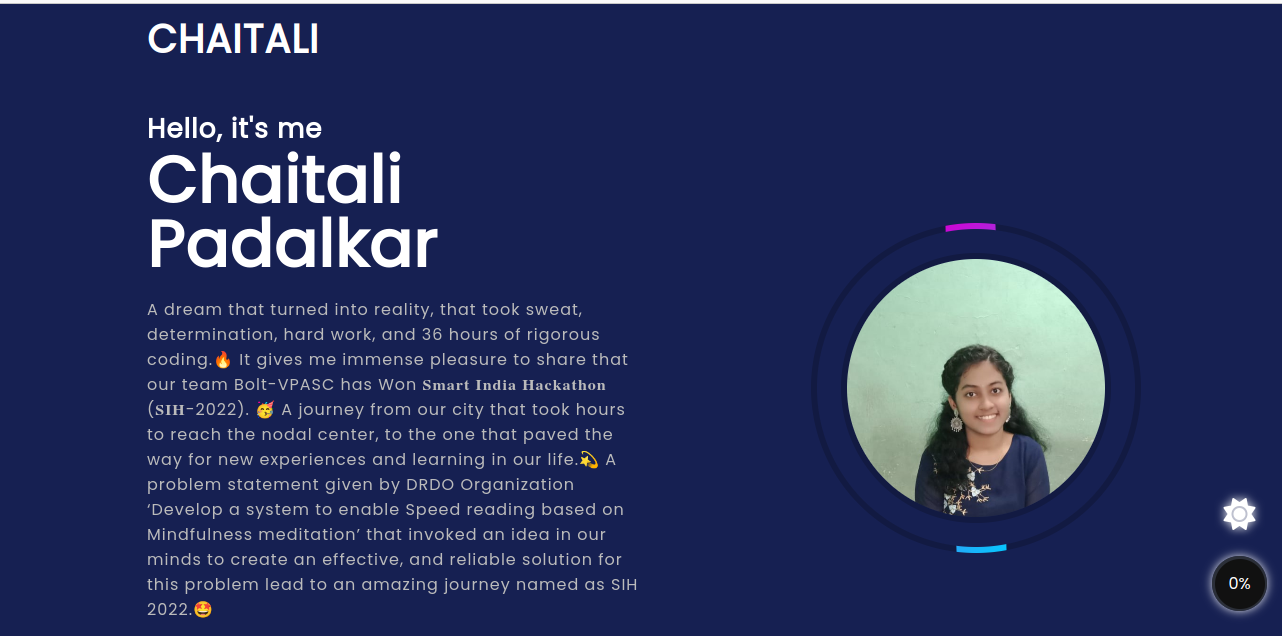 CHAITALI
Hello, it's me
Chaitali
Padalkar
A dream that turned into reality, that took sweat,
determination, hard work, and 36 hours of rigorous
coding.🔥 It gives me immense pleasure to share that
our team Bolt-VPASC has Won 𝐒𝐦𝐚𝐫𝐭 𝐈𝐧𝐝𝐢𝐚 𝐇𝐚𝐜𝐤𝐚𝐭𝐡𝐨𝐧
(𝐒𝐈𝐇-2022). 🥳 A journey from our city that took hours
to reach the nodal center, to the one that paved the
way for new experiences and learning in our life.💫 A
problem statement given by DRDO Organization
‘Develop a system to enable Speed reading based on
Mindfulness meditation’ that invoked an idea in our
minds to create an effective, and reliable solution for
this problem lead to an amazing journey named as SIH
2022.🤩
0%